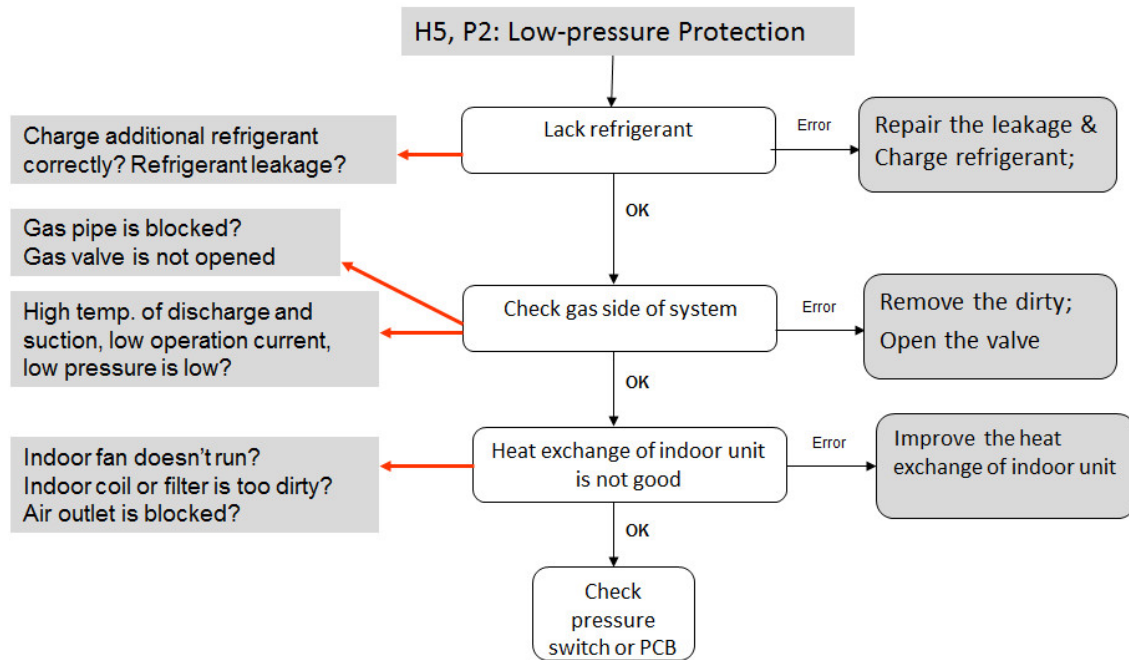 H5, P2: Low-pressure Protection
Lack refrigerant
Error
Repair the leakage &
Charge refrigerant;
Charge additional refrigerant
correctly? Refrigerant leakage?
OK
Gas pipe is blocked?
Gas valve is not opened
Check gas side of system
Error
Remove the dirty;
Open the valve
High temp. of discharge and
suction, low operation current,
low pressure is low?
OK
Heat exchange of indoor unit
is not good
Error
Improve the heat
exchange of indoor unit
Indoor fan doesn't run?
Indoor coil or filter is too dirty?
Air outlet is blocked?
OK
Check
pressure
switch or PCB